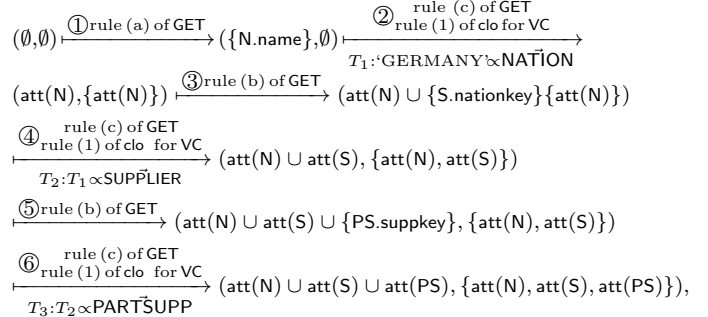 (∅,∅) ⟼ ①rule (a) of GET ({N.name},∅) ⟼ ② rule (c) of GET rule (1) of clo for VC T₁:‘GERMANY’∝NATION⃗
(att(N),{att(N)}) ⟼ ③rule (b) of GET (att(N) ∪ {S.nationkey}{att(N)})
⟼ ④ rule (c) of GET rule (1) of clo for VC T₂:T₁∝SUPPLIER⃗ (att(N) ∪ att(S), {att(N), att(S)})
⟼ ⑤rule (b) of GET (att(N) ∪ att(S) ∪ {PS.suppkey}, {att(N), att(S)})
⟼ ⑥ rule (c) of GET rule (1) of clo for VC T₃:T₂∝PARTSUPP⃗ (att(N) ∪ att(S) ∪ att(PS), {att(N), att(S), att(PS)}),